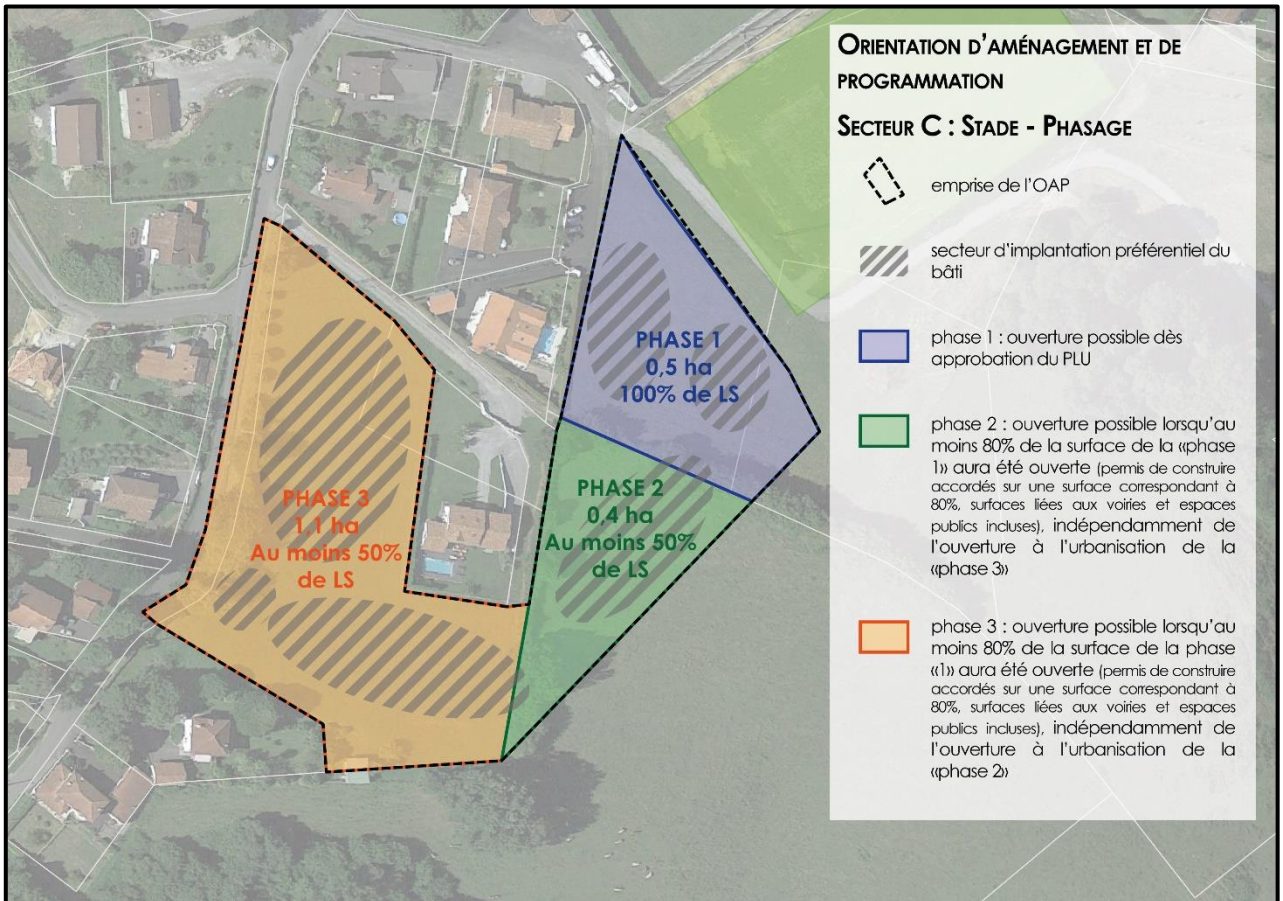 ORIENTATION D'AMÉNAGEMENT ET DE
PROGRAMMATION
SECTEUR C : STADE - PHASAGE
emprise de l'OAP
secteur d'implantation préférentiel du
bâti
phase 1 : ouverture possible dès
approbation du PLU
phase 2 : ouverture possible lorsqu'au
moins 80% de la surface de la «phase
1» aura été ouverte (permis de construire
accordés sur une surface correspondant à
80%, surfaces liées aux voiries et espaces
publics incluses), indépendamment de
l'ouverture à l'urbanisation de la
«phase 3»
phase 3 : ouverture possible lorsqu'au
moins 80% de la surface de la phase
«1» aura été ouverte (permis de construire
accordés sur une surface correspondant à
80%, surfaces liées aux voiries et espaces
publics incluses), indépendamment de
l'ouverture à l'urbanisation de la
«phase 2»
PHASE 1
0,5 ha
100% de LS
PHASE 2
0,4 ha
Au moins 50%
de LS
PHASE 3
1,1 ha
Au moins 50%
de LS